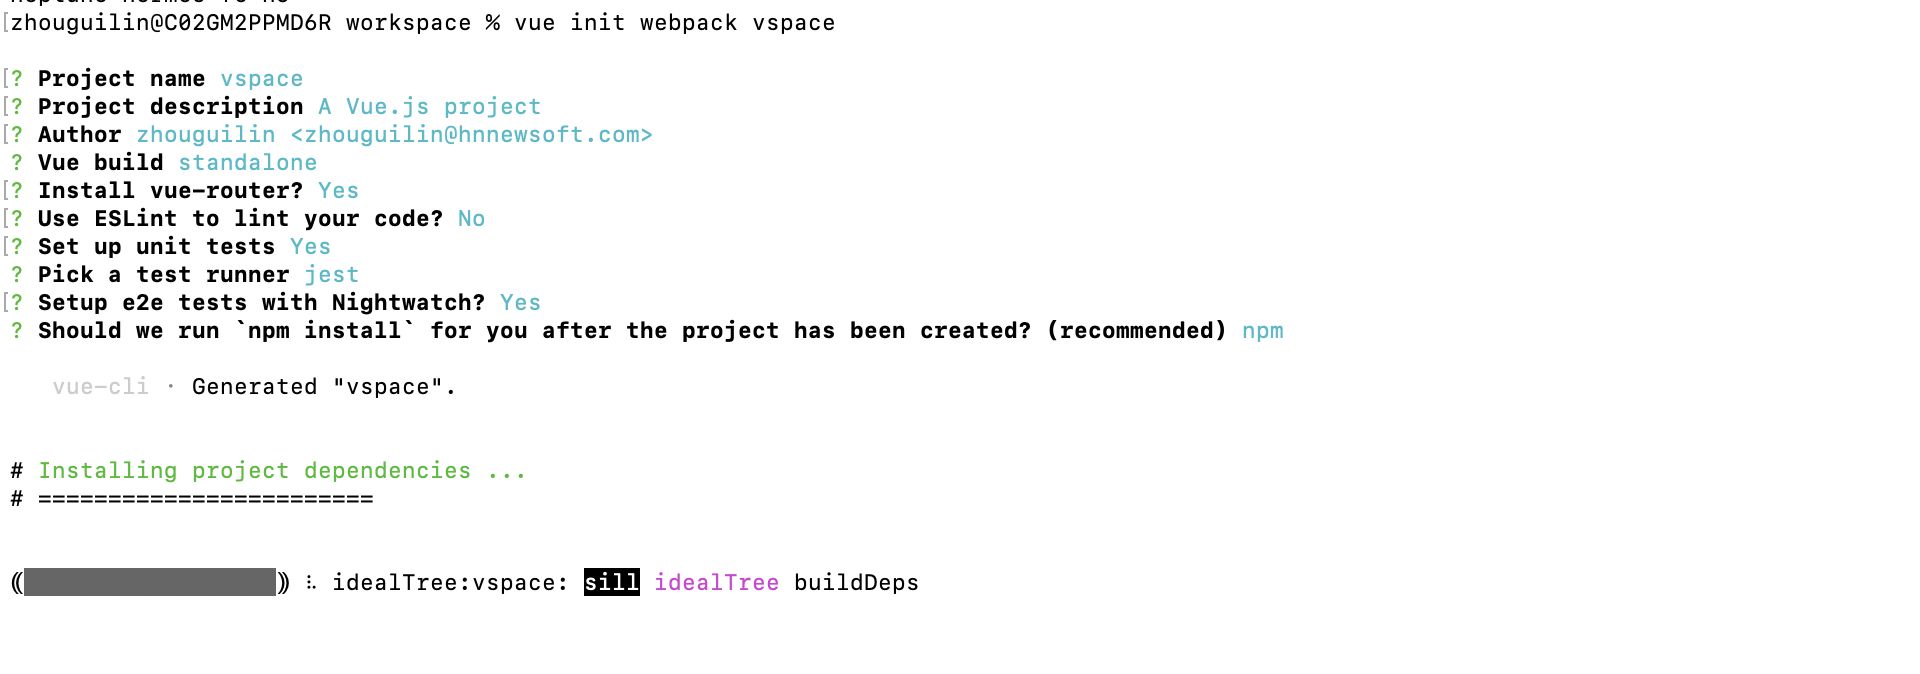 [zhouguilin@C02GM2PPMD6R workspace % vue init webpack vspace
[? Project name vspace
[? Project description A Vue.js project
[? Author zhouguilin <zhouguilin@hnnewsoft.com>
? Vue build standalone
[? Install vue-router? Yes
[? Use ESLint to lint your code? No
[? Set up unit tests Yes
? Pick a test runner jest
[? Setup e2e tests with Nightwatch? Yes
? Should we run `npm install` for you after the project has been created? (recommended) npm
vue-cli · Generated "vspace".
# Installing project dependencies ...
# ========================
(( )) ⠧ idealTree:vspace: sill idealTree buildDeps